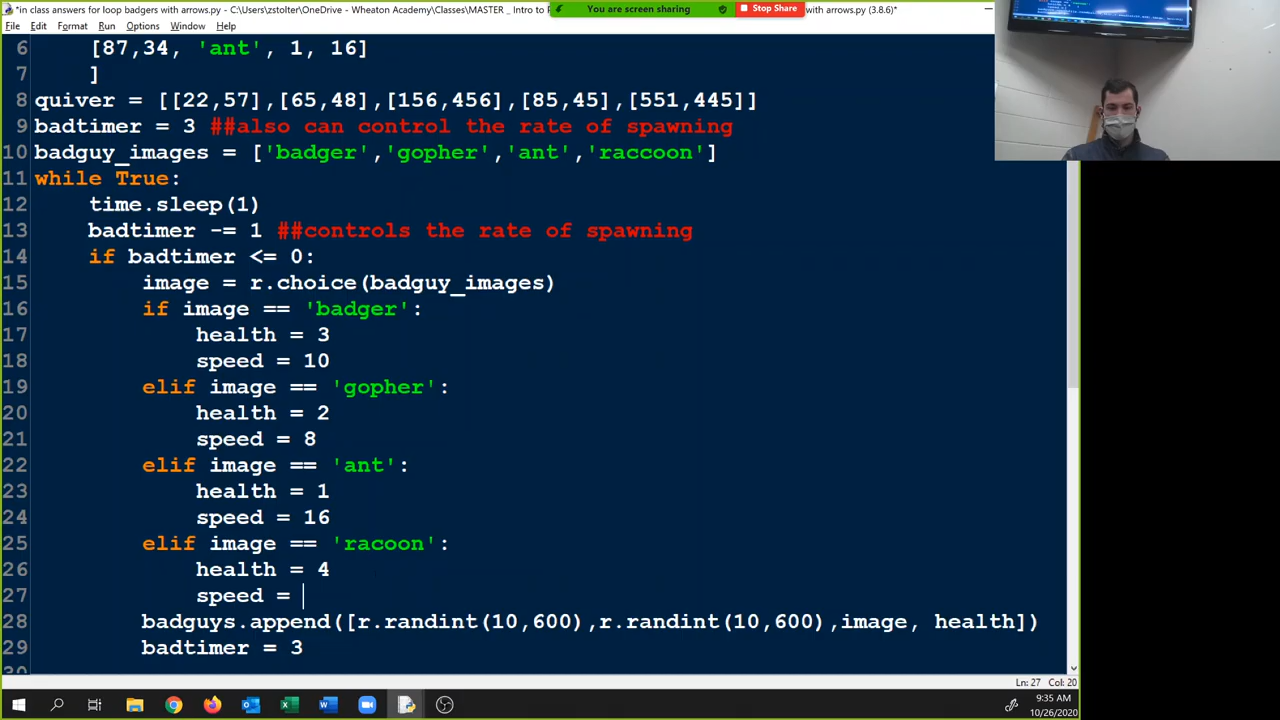 *in class answers for loop badgers with arrows.py - C:\Users\zstolter\OneDrive - Wheaton Academy\Classes\MASTER _ Intro to P
You are screen sharing
Stop Share
with arrows.py (3.8.6)*
File Edit Format Run Options Window Help
6 [87,34, 'ant', 1, 16]
7 ]
8 quiver = [[22,57],[65,48],[156,456],[85,45],[551,445]]
9 badtimer = 3 ##also can control the rate of spawning
10 badguy_images = ['badger','gopher','ant','raccoon']
11 while True:
12 time.sleep(1)
13 badtimer -= 1 ##controls the rate of spawning
14 if badtimer <= 0:
15 image = r.choice(badguy_images)
16 if image == 'badger':
17 health = 3
18 speed = 10
19 elif image == 'gopher':
20 health = 2
21 speed = 8
22 elif image == 'ant':
23 health = 1
24 speed = 16
25 elif image == 'racoon':
26 health = 4
27 speed =
28 badguys.append([r.randint(10,600),r.randint(10,600),image, health])
29 badtimer = 3
Ln: 27 Col: 20
9:35 AM
10/26/2020